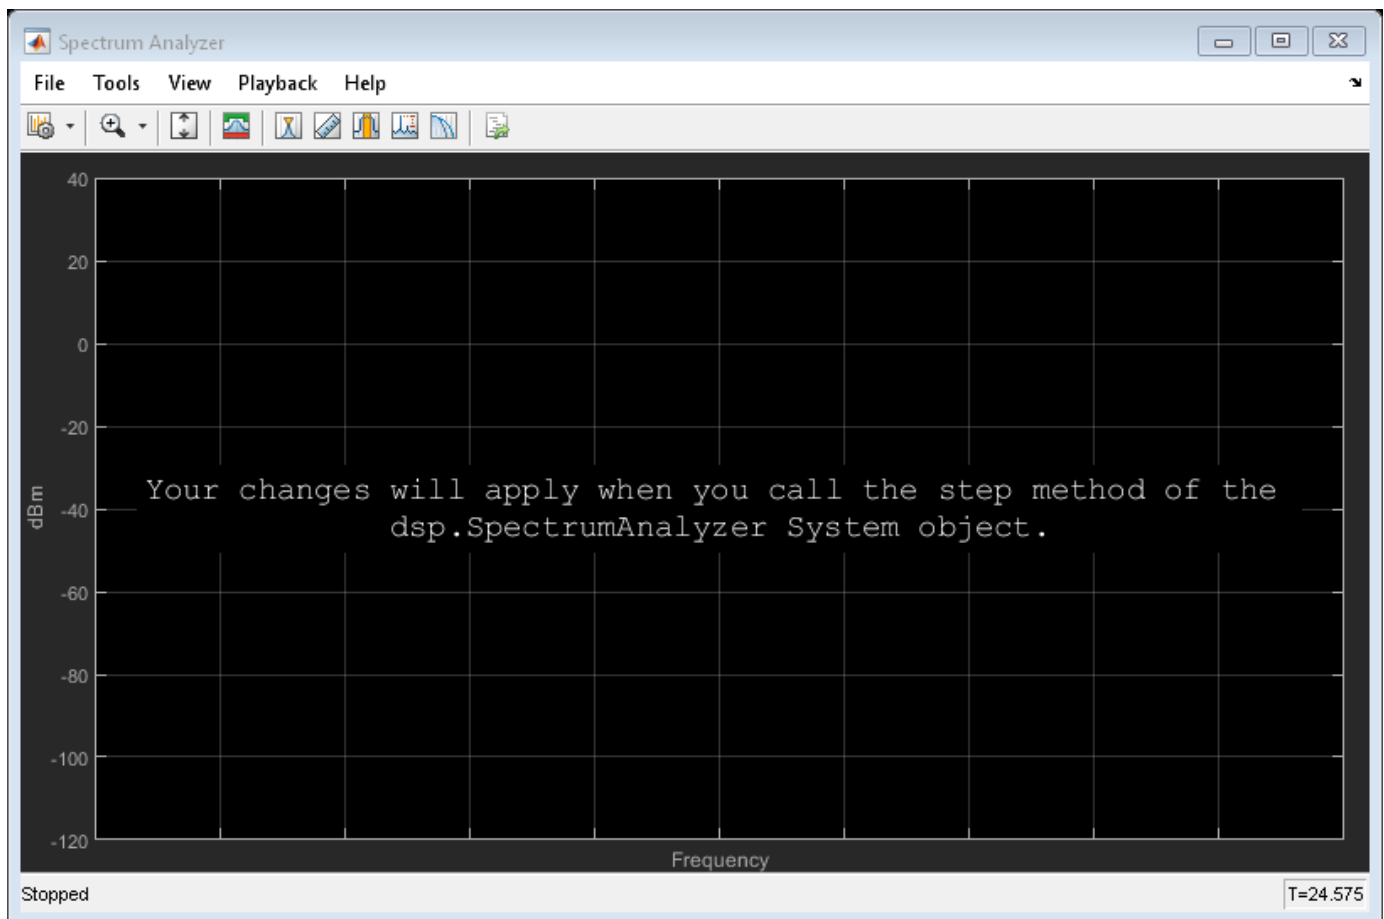 Spectrum Analyzer
File Tools View Playback Help
40
20
0
-20
-40
-60
-80
-100
-120
dBm
Your changes will apply when you call the step method of the
dsp.SpectrumAnalyzer System object.
Frequency
Stopped
T=24.575